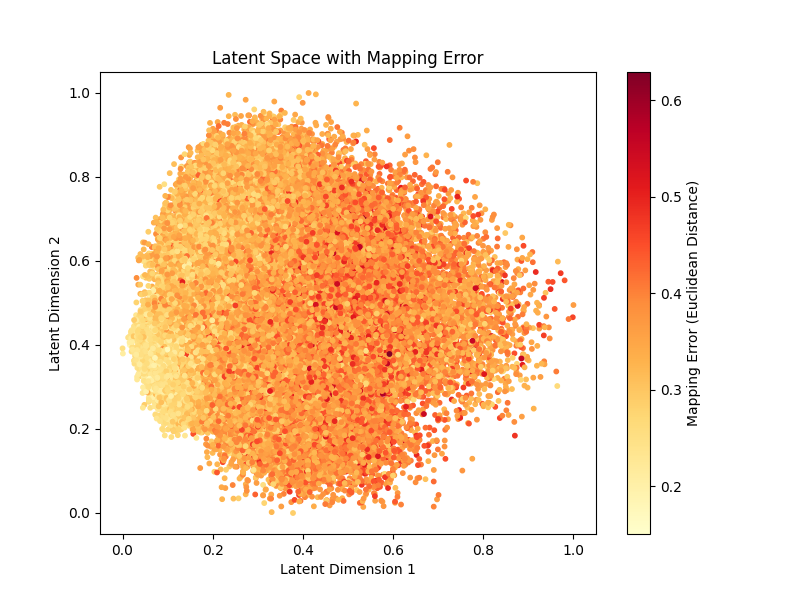 Latent Space with Mapping Error
Latent Dimension 2
1.0
0.8
0.6
0.4
0.2
0.0
0.0 0.2 0.4 0.6 0.8 1.0
Latent Dimension 1
0.6
0.5
0.4
0.3
0.2
Mapping Error (Euclidean Distance)